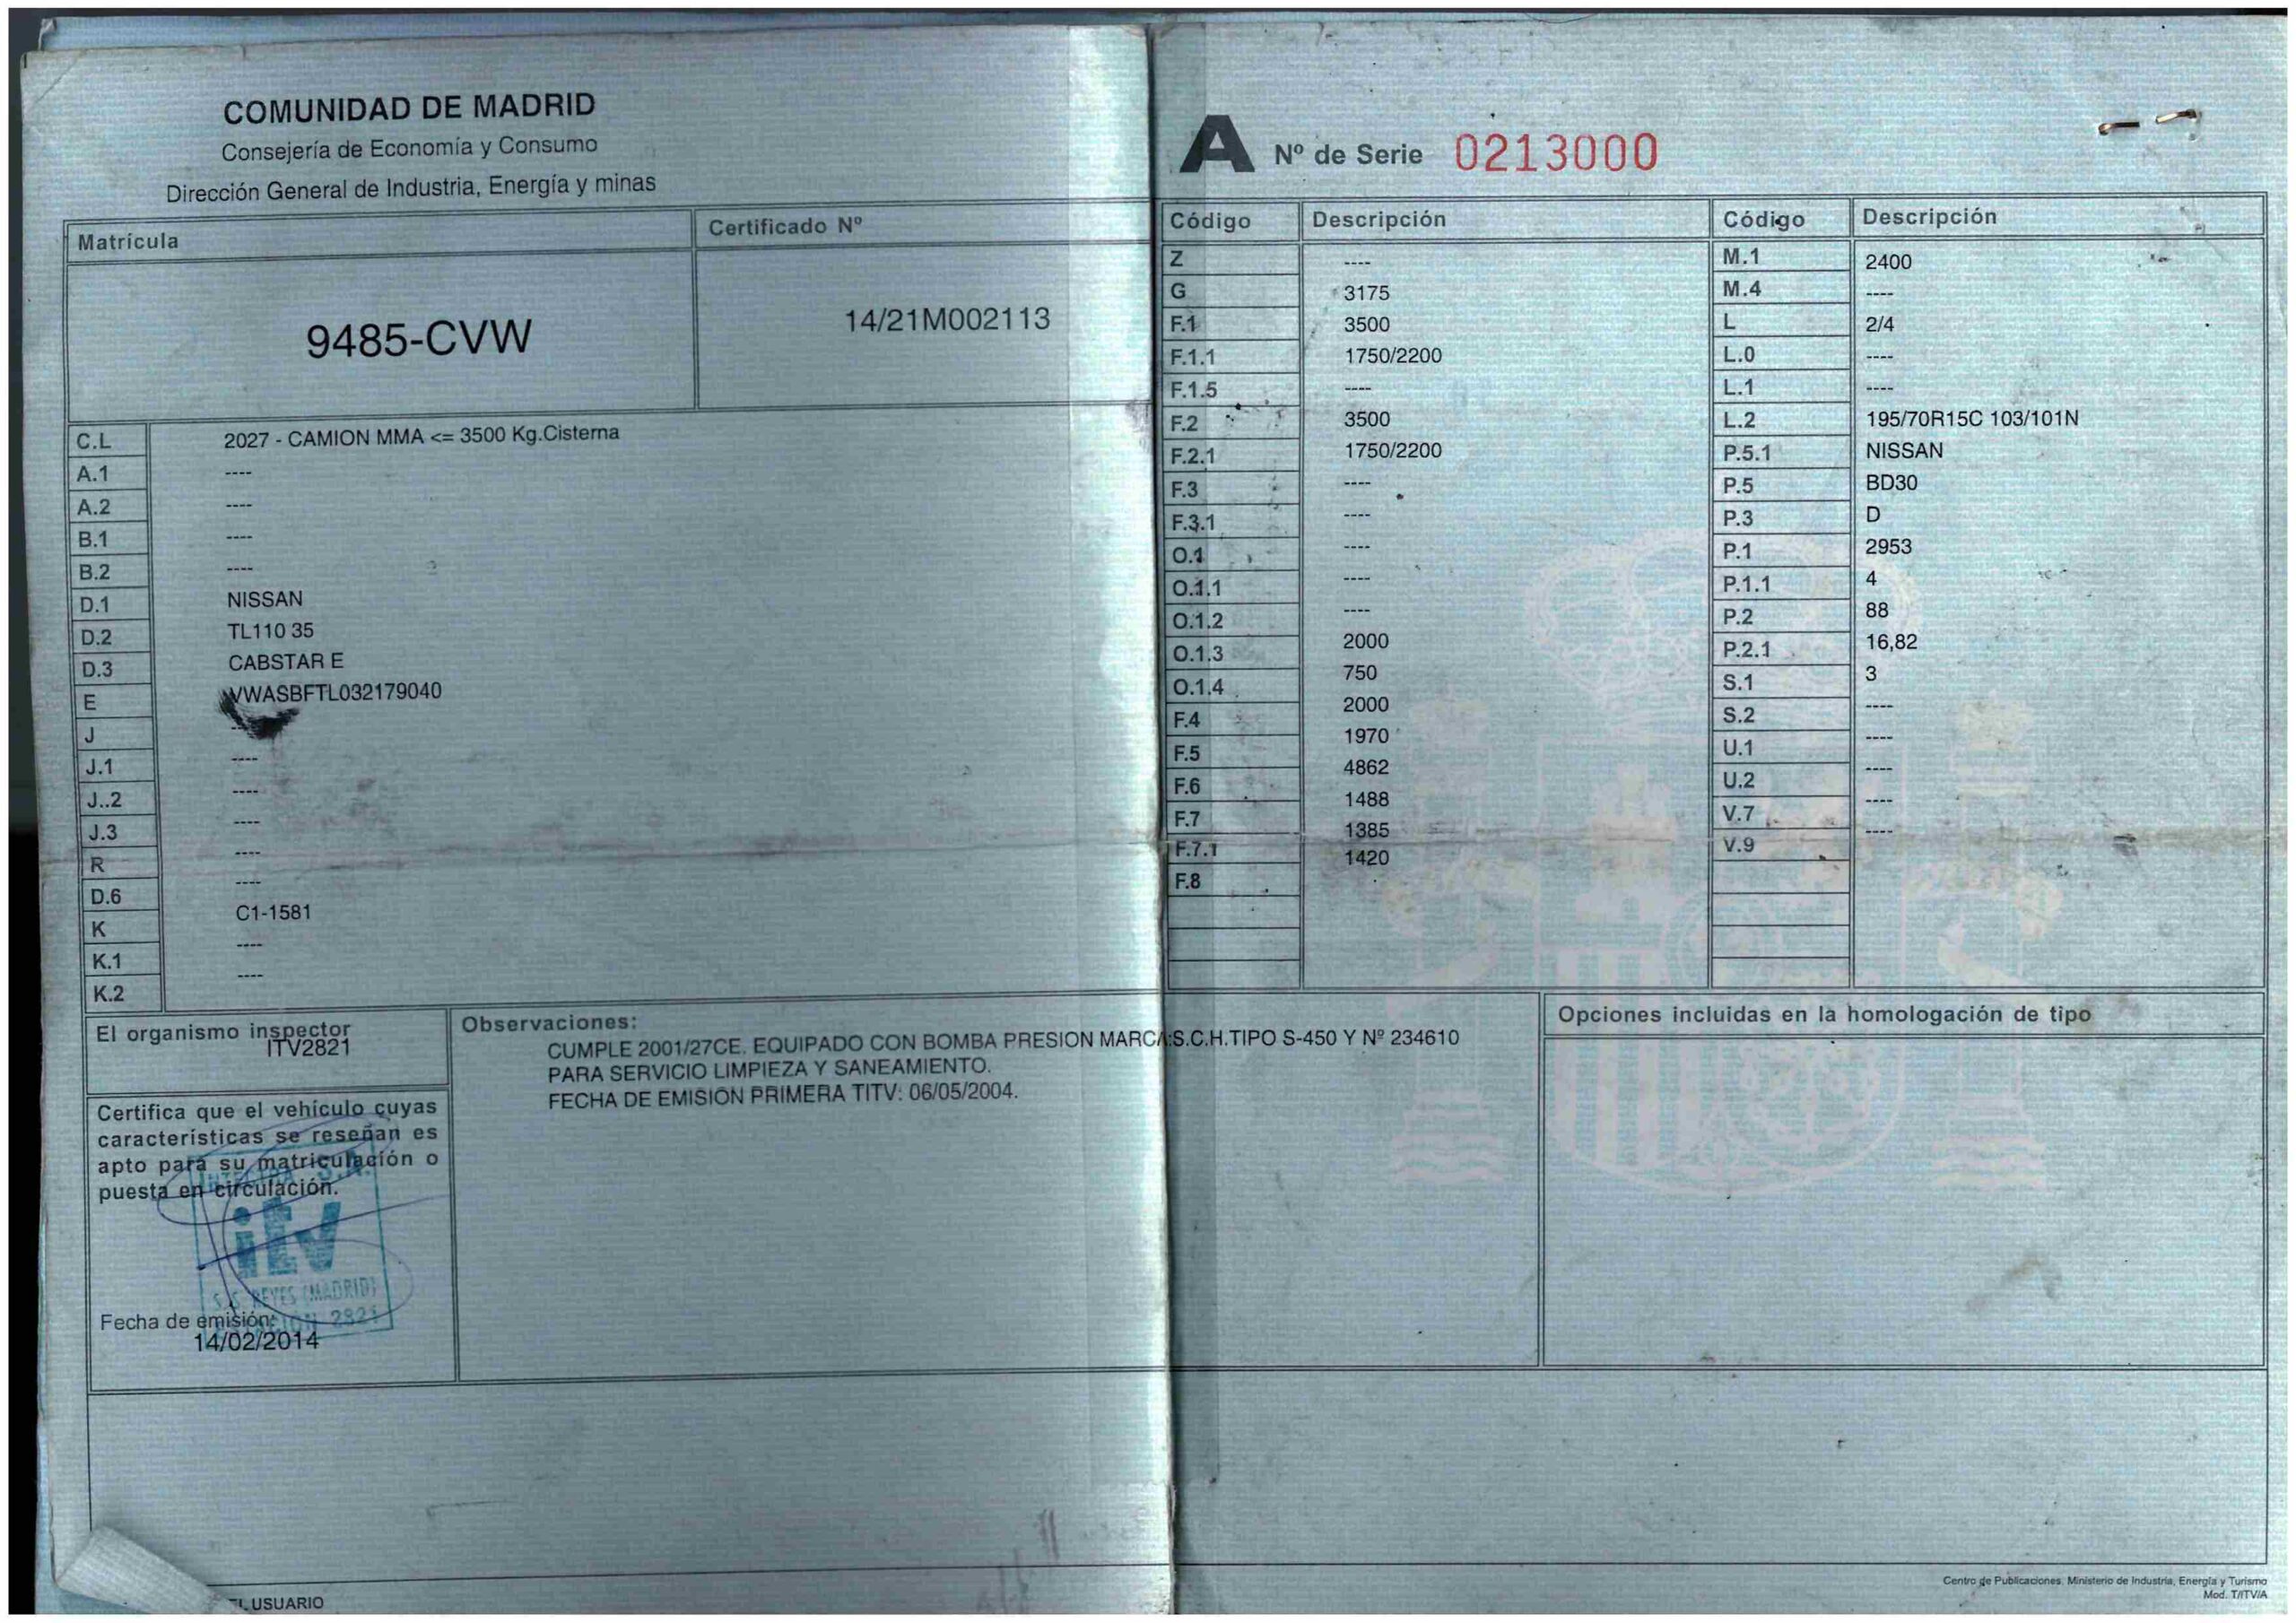 COMUNIDAD DE MADRID
Consejería de Economía y Consumo
Dirección General de Industria, Energía y minas
Matrícula
Certificado Nº
9485-CVW
14/21M002113
C.L 2027 - CAMION MMA <= 3500 Kg.Cisterna
A.1 ----
A.2 ----
B.1 ----
B.2 ----
D.1 NISSAN
D.2 TL110 35
D.3 CABSTAR E
E VWASBFTL032179040
J ----
J.1 ----
J..2 ----
J.3 ----
R ----
D.6 ----
K C1-1581
K.1 ----
K.2 ----
A Nº de Serie 0213000
Código Descripción
Z ----
G 3175
F.1 3500
F.1.1 1750/2200
F.1.5 ----
F.2 3500
F.2.1 1750/2200
F.3 ----
F.3.1 ----
O.1 ----
O.1.1 ----
O.1.2 ----
O.1.3 2000
O.1.4 750
F.4 2000
F.5 1970
F.6 4862
F.7 1488
F.7.1 1385
F.8 1420
Código Descripción
M.1 2400
M.4 ----
L 2/4
L.0 ----
L.1 ----
L.2 195/70R15C 103/101N
P.5.1 NISSAN
P.5 BD30
P.3 D
P.1 2953
P.1.1 4
P.2 88
P.2.1 16,82
S.1 3
S.2 ----
U.1 ----
U.2 ----
V.7 ----
V.9 ----
El organismo inspector
ITV2821
Certifica que el vehículo cuyas
características se reseñan es
apto para su matriculación o
puesta en circulación.
S.A.
itv
S.S. REYES (MADRID)
2821
Fecha de emisión:
14/02/2014
Observaciones:
CUMPLE 2001/27CE. EQUIPADO CON BOMBA PRESION MARCA:S.C.H.TIPO S-450 Y Nº 234610
PARA SERVICIO LIMPIEZA Y SANEAMIENTO.
FECHA DE EMISION PRIMERA TITV: 06/05/2004.
Opciones incluidas en la homologación de tipo
USUARIO
Centro de Publicaciones. Ministerio de Industria, Energía y Turismo
Mod. T/ITV/A